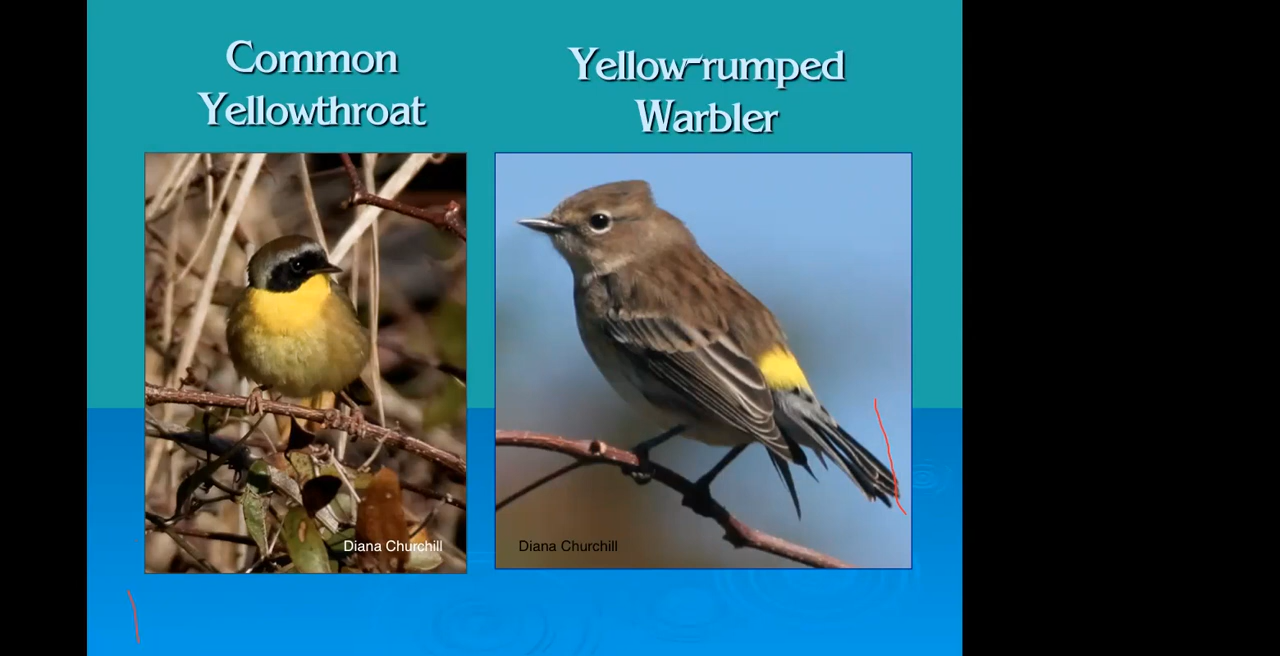 Common
Yellowthroat
Yellow-rumped
Warbler
Diana Churchill
Diana Churchill